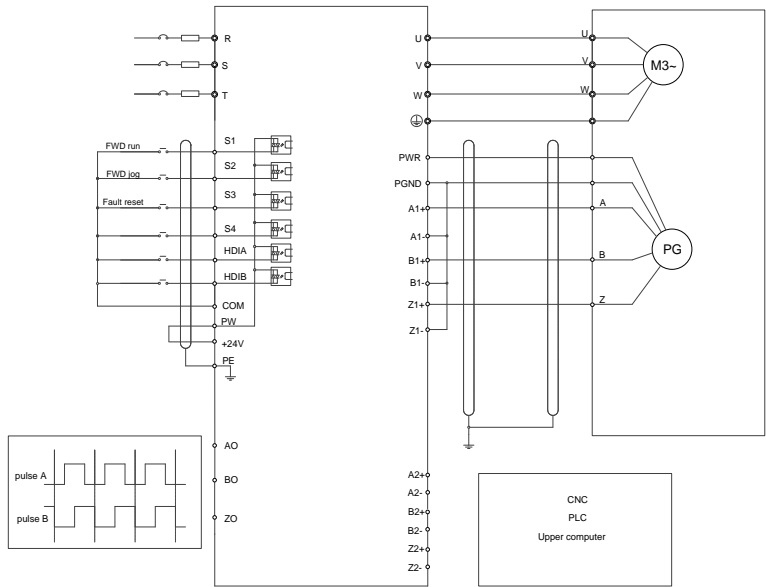 R
S
T
FWD run
FWD jog
Fault reset
S1
S2
S3
S4
HDIA
HDIB
COM
PW
+24V
PE
AO
BO
ZO
pulse A
pulse B
U
V
W
PWR
PGND
A1+
A1-
B1+
B1-
Z1+
Z1-
A2+
A2-
B2+
B2-
Z2+
Z2-
U
V
W
M3~
A
B
Z
PG
CNC
PLC
Upper computer